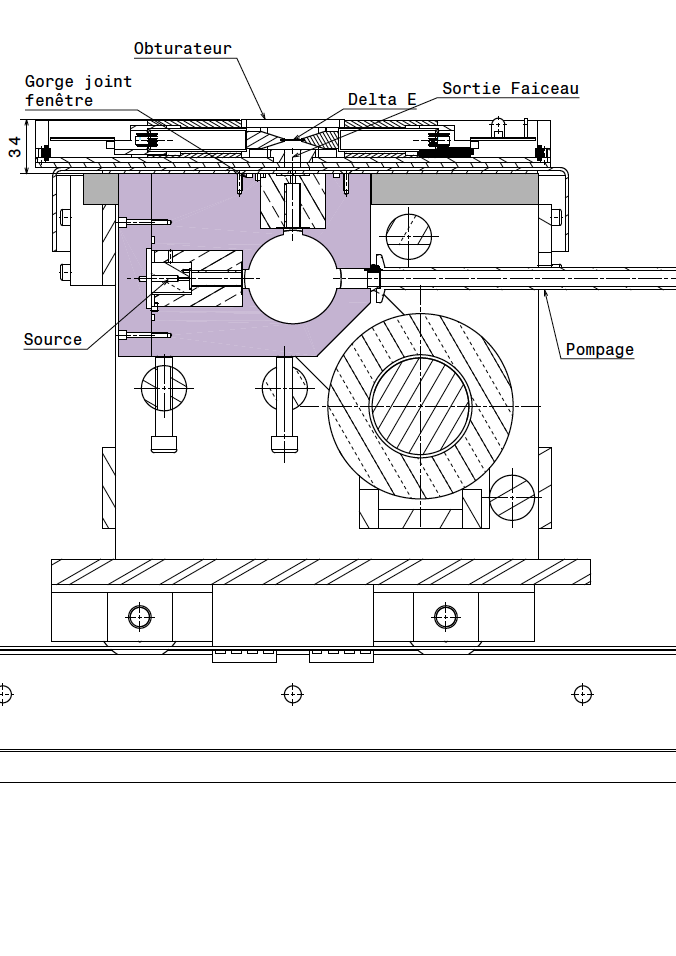 Obturateur
Gorge joint
fenêtre
Delta E
Sortie Faiceau
34
Source
Pompage